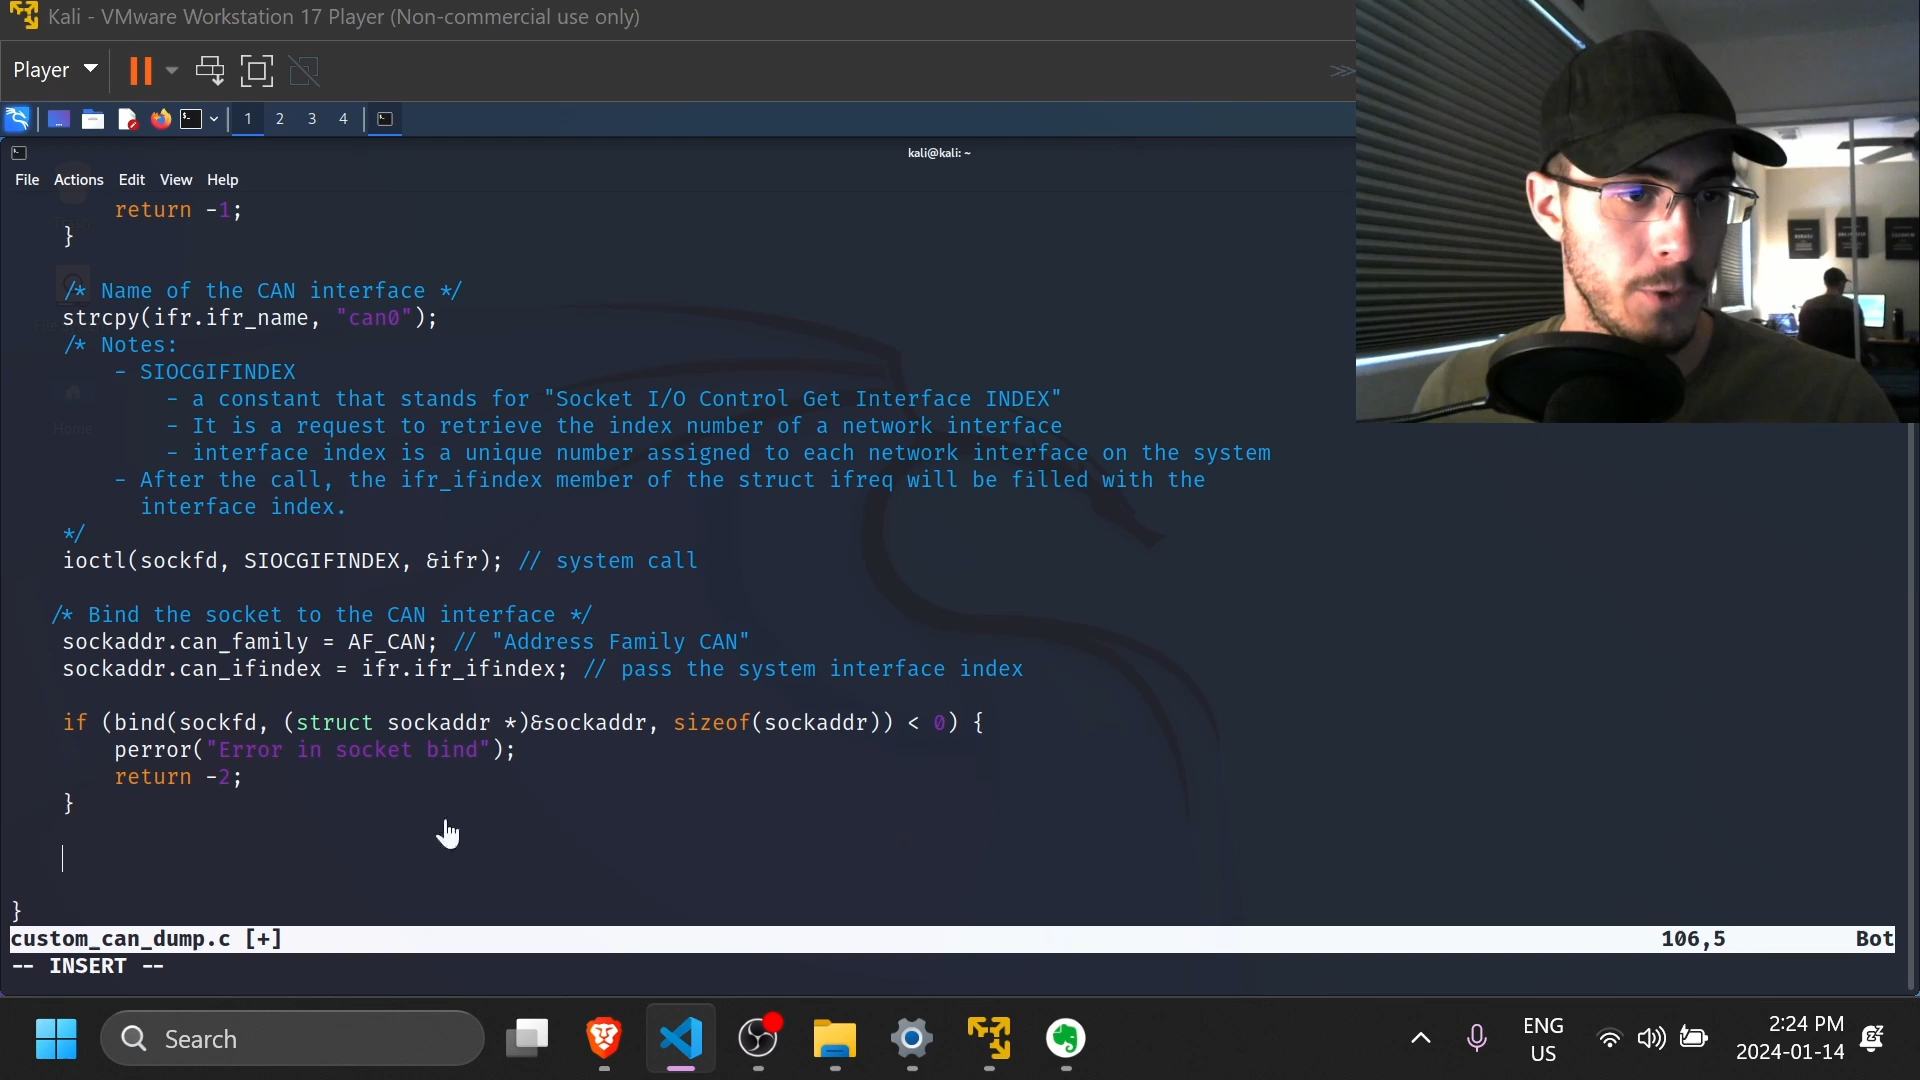 Kali - VMware Workstation 17 Player (Non-commercial use only)
Player
1 2 3 4
kali@kali: ~
File Actions Edit View Help
return -1;
}
/* Name of the CAN interface */
strcpy(ifr.ifr_name, "can0");
/* Notes:
- SIOCGIFINDEX
- a constant that stands for "Socket I/O Control Get Interface INDEX"
- It is a request to retrieve the index number of a network interface
- interface index is a unique number assigned to each network interface on the system
- After the call, the ifr_ifindex member of the struct ifreq will be filled with the
interface index.
*/
ioctl(sockfd, SIOCGIFINDEX, &ifr); // system call
/* Bind the socket to the CAN interface */
sockaddr.can_family = AF_CAN; // "Address Family CAN"
sockaddr.can_ifindex = ifr.ifr_ifindex; // pass the system interface index
if (bind(sockfd, (struct sockaddr *)&sockaddr, sizeof(sockaddr)) < 0) {
perror("Error in socket bind");
return -2;
}
}
custom_can_dump.c [+] 106,5 Bot
-- INSERT --
Search
ENG
US
2:24 PM
2024-01-14
Home